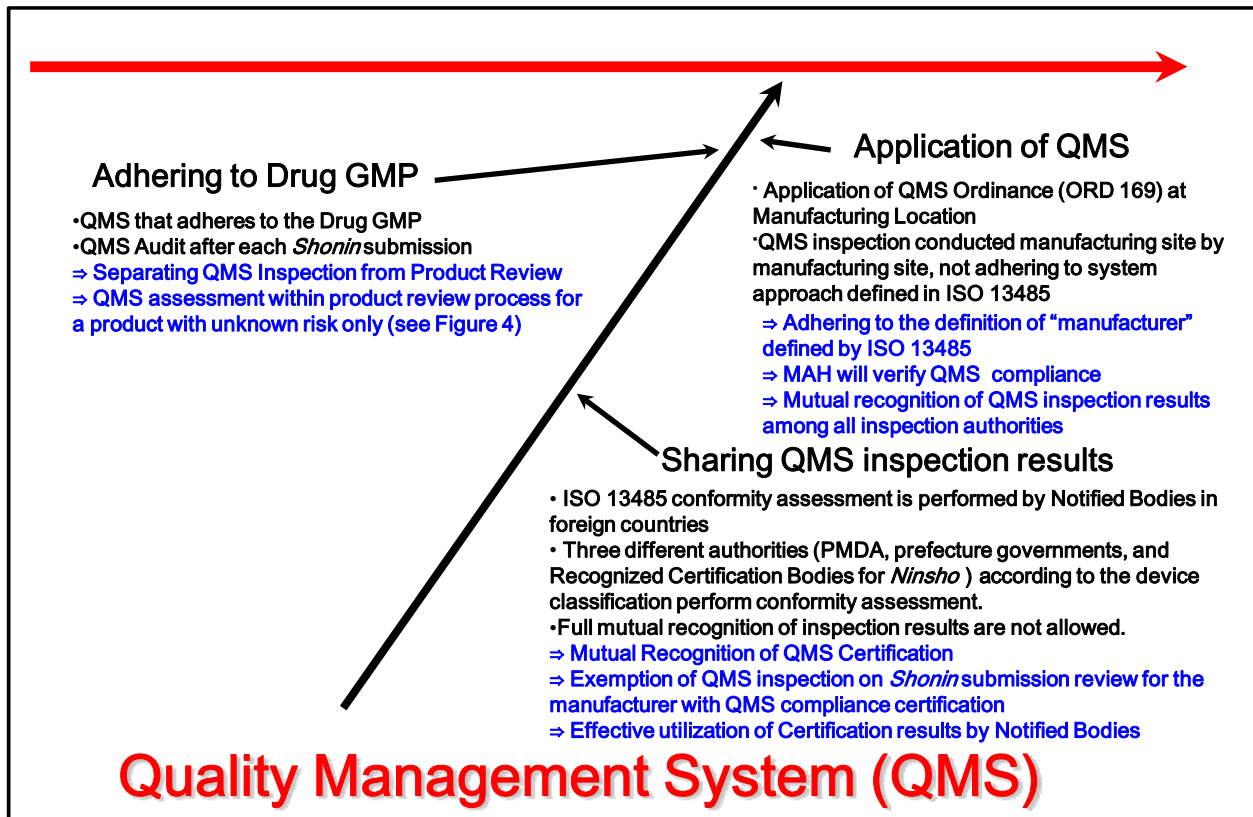 Adhering to Drug GMP
•QMS that adheres to the Drug GMP
•QMS Audit after each Shonin submission
⇒ Separating QMS Inspection from Product Review
⇒ QMS assessment within product review process for
a product with unknown risk only (see Figure 4)
Application of QMS
· Application of QMS Ordinance (ORD 169) at
Manufacturing Location
·QMS inspection conducted manufacturing site by
manufacturing site, not adhering to system
approach defined in ISO 13485
⇒ Adhering to the definition of “manufacturer”
defined by ISO 13485
⇒ MAH will verify QMS compliance
⇒ Mutual recognition of QMS inspection results
among all inspection authorities
Sharing QMS inspection results
• ISO 13485 conformity assessment is performed by Notified Bodies in
foreign countries
• Three different authorities (PMDA, prefecture governments, and
Recognized Certification Bodies for Ninsho ) according to the device
classification perform conformity assessment.
•Full mutual recognition of inspection results are not allowed.
⇒ Mutual Recognition of QMS Certification
⇒ Exemption of QMS inspection on Shonin submission review for the
manufacturer with QMS compliance certification
⇒ Effective utilization of Certification results by Notified Bodies
Quality Management System (QMS)